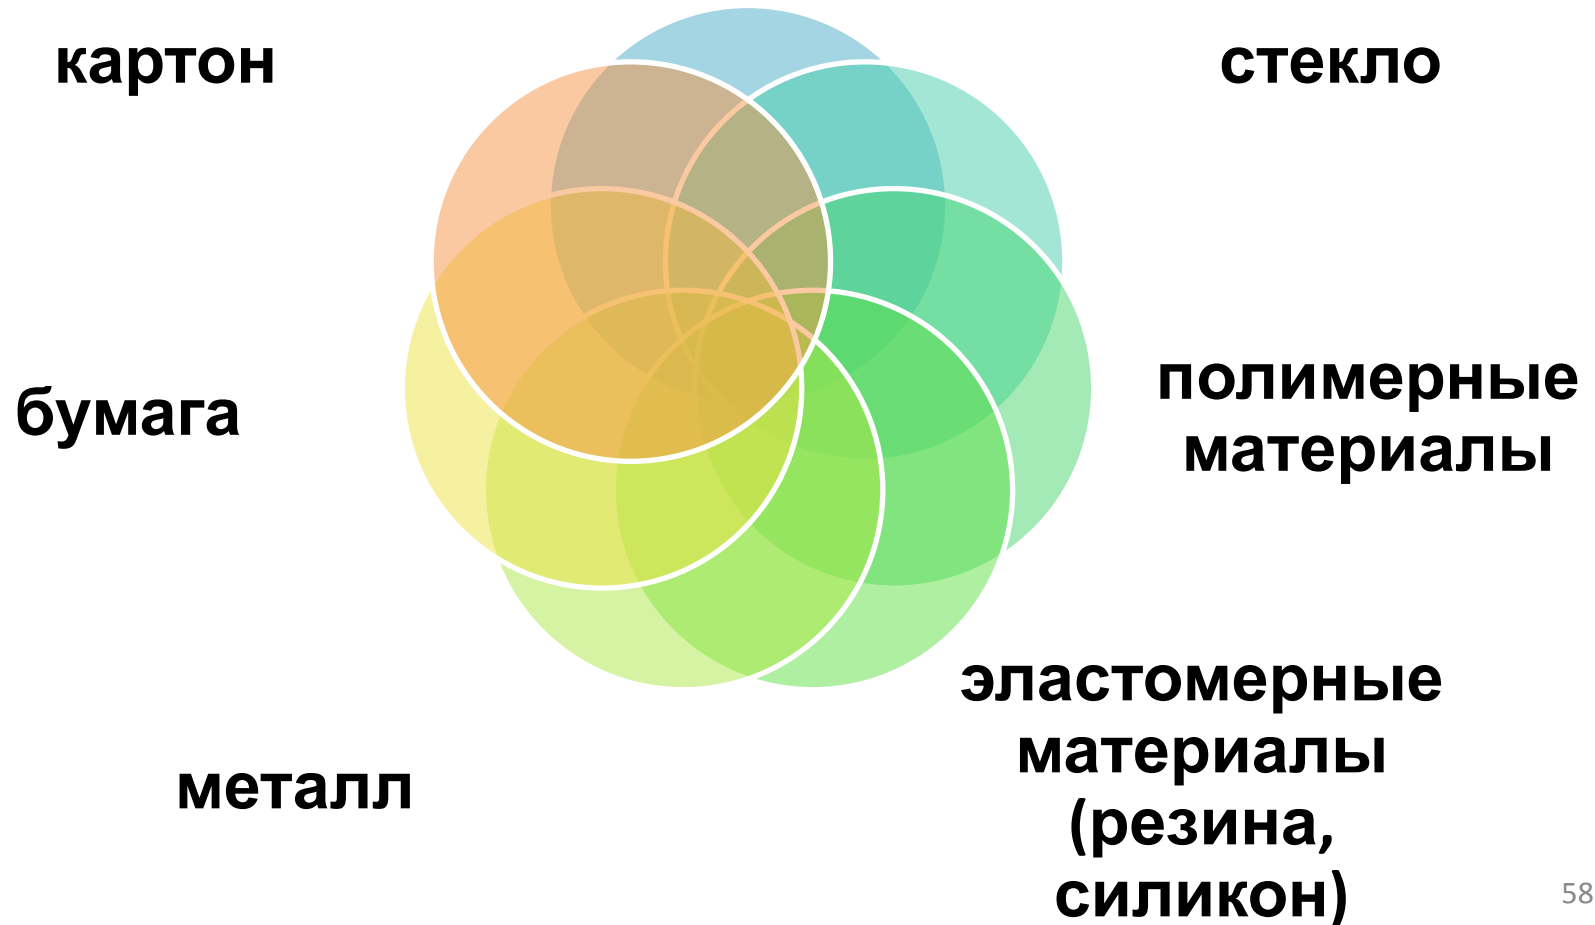 картон
стекло
бумага
полимерные
материалы
металл
эластомерные
материалы
(резина,
силикон)
58